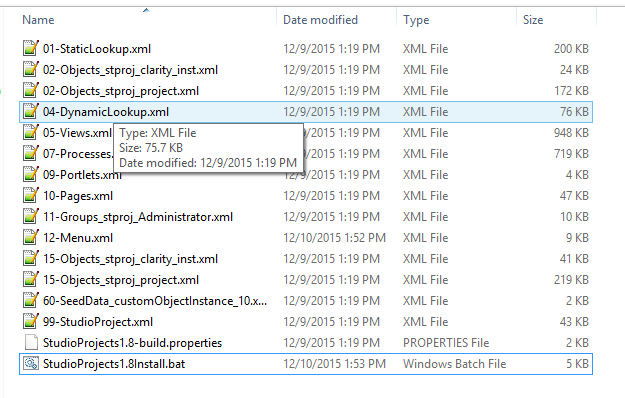 Name Date modified Type Size
01-StaticLookup.xml 12/9/2015 1:19 PM XML File 200 KB
02-Objects_stproj_clarity_inst.xml 12/9/2015 1:19 PM XML File 24 KB
02-Objects_stproj_project.xml 12/9/2015 1:19 PM XML File 172 KB
04-DynamicLookup.xml 12/9/2015 1:19 PM XML File 76 KB
05-Views.xml 12/9/2015 1:19 PM XML File 948 KB
Type: XML File
07-Processes. 12/9/2015 1:19 PM XML File 719 KB
Size: 75.7 KB
Date modified: 12/9/2015 1:19 PM
09-Portlets.xml 12/9/2015 1:19 PM XML File 4 KB
10-Pages.xml 12/9/2015 1:19 PM XML File 47 KB
11-Groups_stproj_Administrator.xml 12/9/2015 1:19 PM XML File 10 KB
12-Menu.xml 12/10/2015 1:52 PM XML File 9 KB
15-Objects_stproj_clarity_inst.xml 12/9/2015 1:19 PM XML File 41 KB
15-Objects_stproj_project.xml 12/9/2015 1:19 PM XML File 219 KB
60-SeedData_customObjectInstance_10.x... 12/9/2015 1:19 PM XML File 2 KB
99-StudioProject.xml 12/9/2015 1:19 PM XML File 43 KB
StudioProjects1.8-build.properties 12/9/2015 1:19 PM PROPERTIES File 2 KB
StudioProjects1.8Install.bat 12/10/2015 1:53 PM Windows Batch File 5 KB